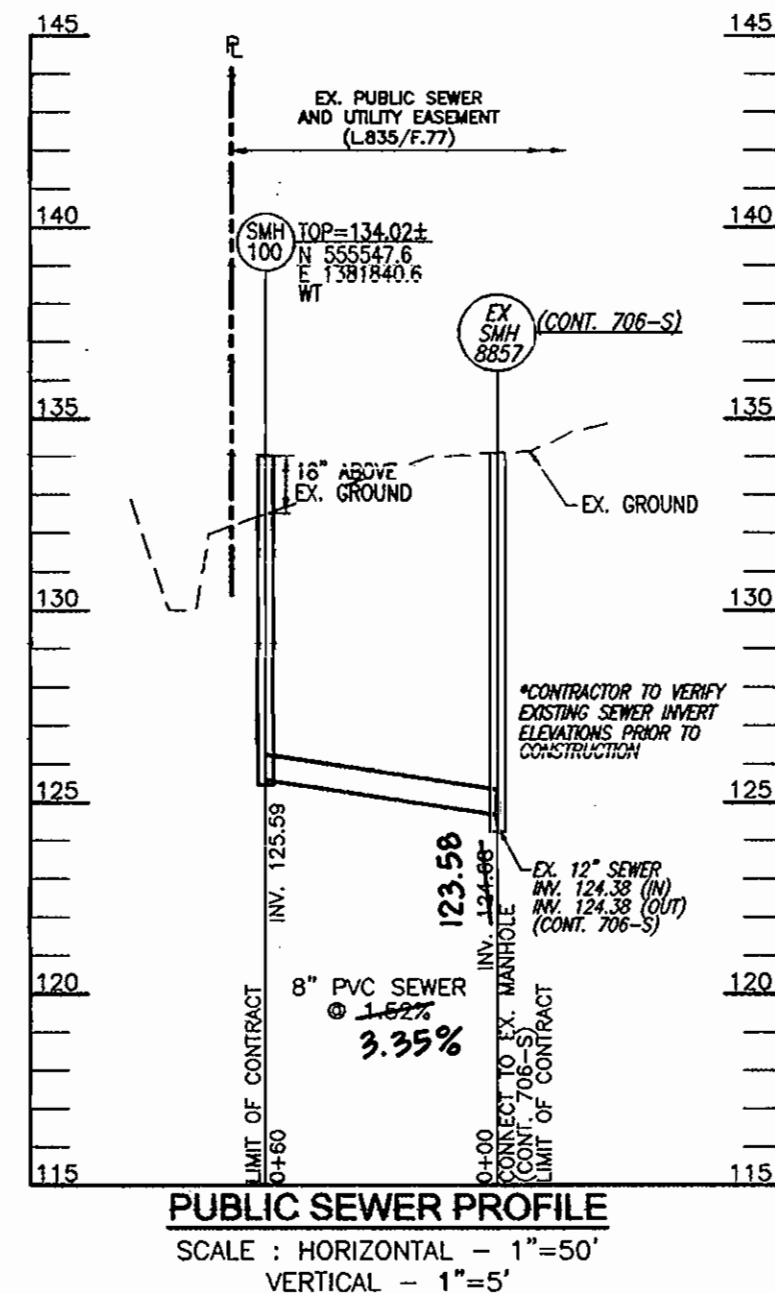 145
145
PL
EX. PUBLIC SEWER
AND UTILITY EASEMENT
(L.835/F.77)
140
140
SMH
100
TOP=134.02±
N 555547.6
E 1381840.6
WT
EX
SMH
8857
(CONT. 706-S)
135
135
18" ABOVE
EX. GROUND
EX. GROUND
130
130
*CONTRACTOR TO VERIFY
EXISTING SEWER INVERT
ELEVATIONS PRIOR TO
CONSTRUCTION
125
125
INV. 125.59
123.58
INV. 124.68
EX. 12" SEWER
INV. 124.38 (IN)
INV. 124.38 (OUT)
(CONT. 706-S)
120
120
8" PVC SEWER
@ 1.52%
3.35%
LIMIT OF CONTRACT
0+60
0+00
CONNECT TO EX. MANHOLE
(CONT. 706-S)
LIMIT OF CONTRACT
115
115
PUBLIC SEWER PROFILE
SCALE : HORIZONTAL - 1"=50'
VERTICAL - 1"=5'